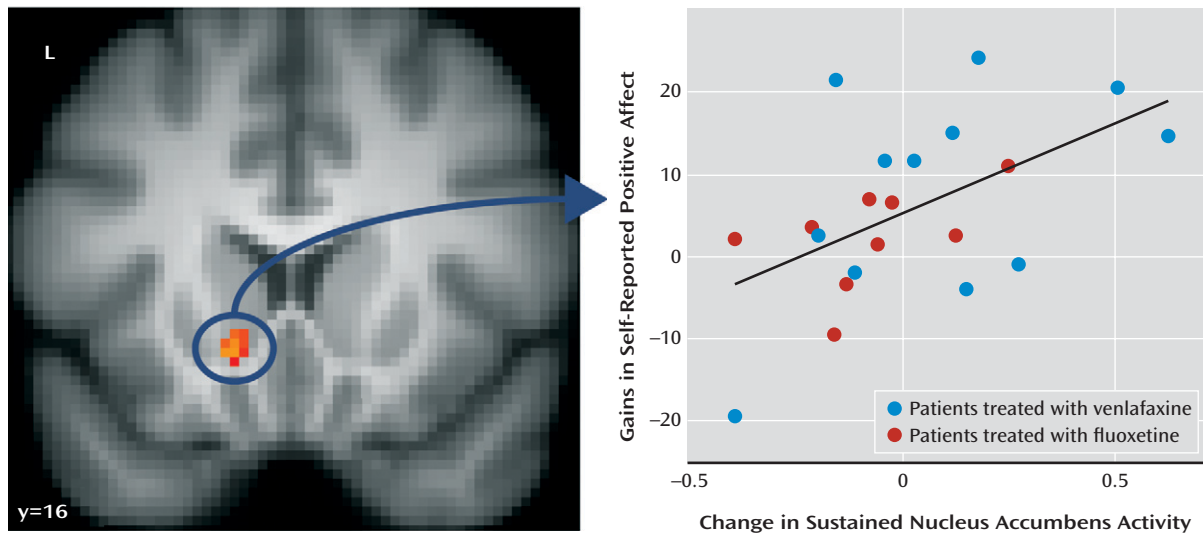 L
y=16
Gains in Self-Reported Positive Affect
20
10
0
−10
−20
Patients treated with venlafaxine
Patients treated with fluoxetine
−0.5
0
0.5
Change in Sustained Nucleus Accumbens Activity